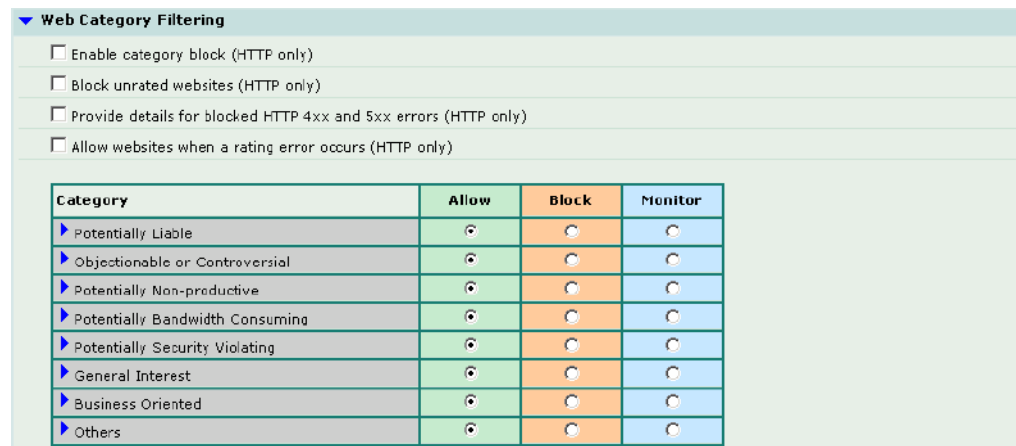 Web Category Filtering
Enable category block (HTTP only)
Block unrated websites (HTTP only)
Provide details for blocked HTTP 4xx and 5xx errors (HTTP only)
Allow websites when a rating error occurs (HTTP only)
Category Allow Block Monitor
Potentially Liable
Objectionable or Controversial
Potentially Non-productive
Potentially Bandwidth Consuming
Potentially Security Violating
General Interest
Business Oriented
Others